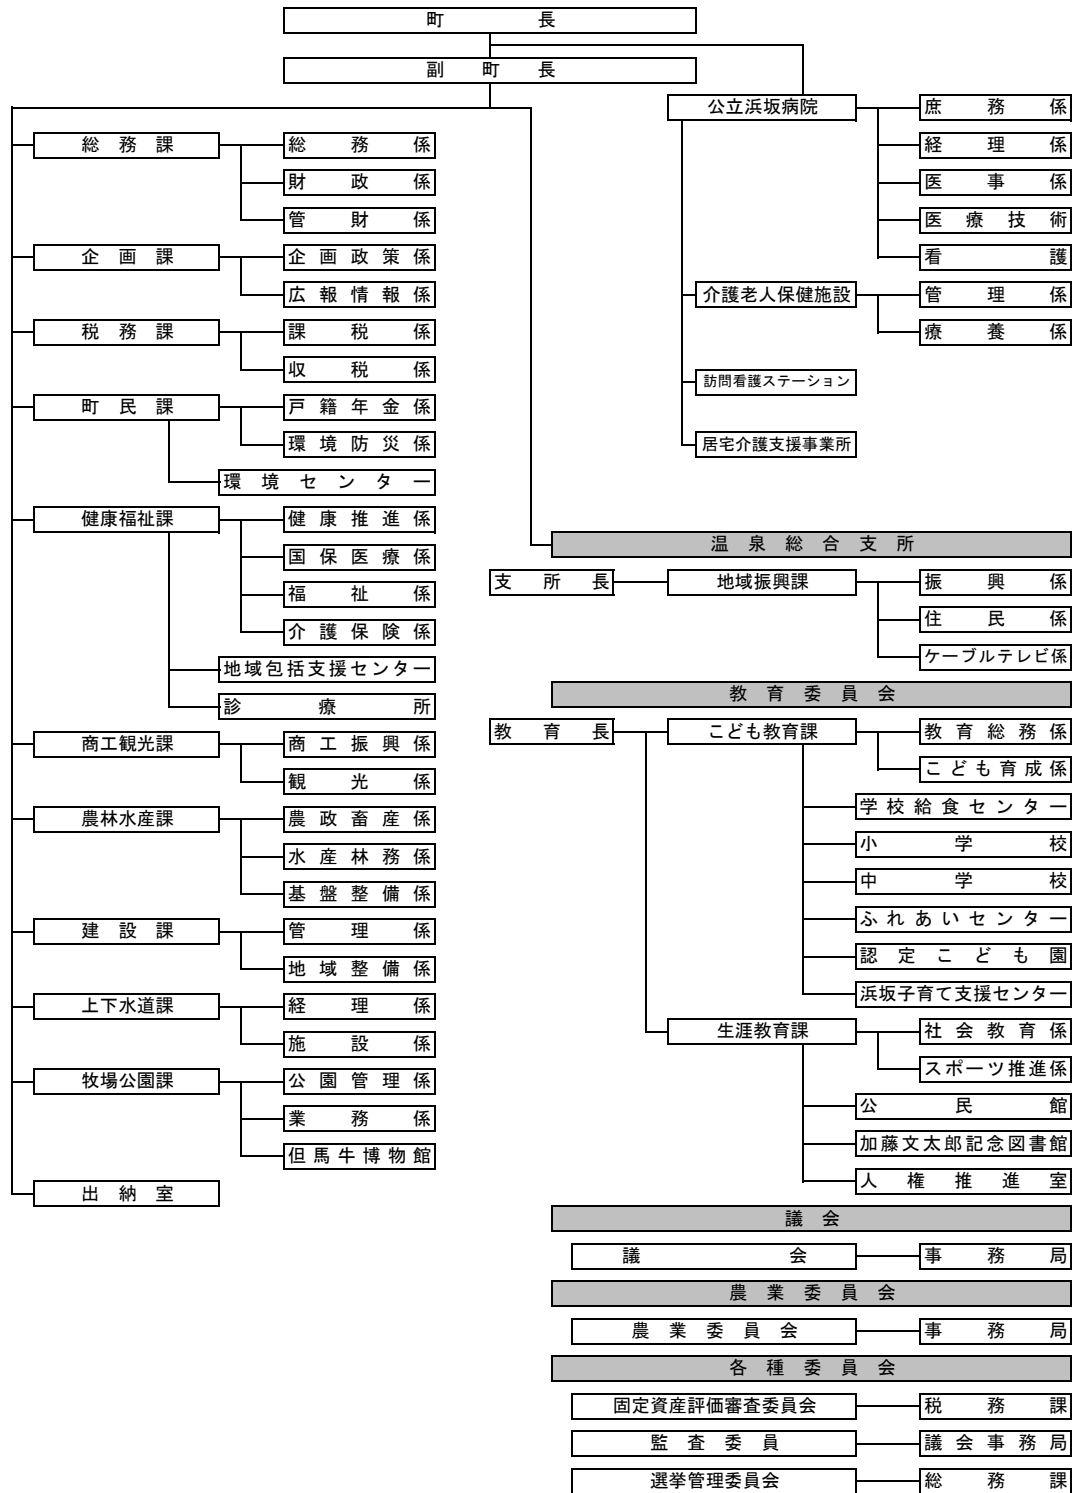 町長
副町長
総務課
総務係
財政係
管財係
企画課
企画政策係
広報情報係
税務課
課税係
収税係
町民課
戸籍年金係
環境防災係
環境センター
健康福祉課
健康推進係
国保医療係
福祉係
介護保険係
地域包括支援センター
診療所
商工観光課
商工振興係
観光係
農林水産課
農政畜産係
水産林務係
基盤整備係
建設課
管理係
地域整備係
上下水道課
経理係
施設係
牧場公園課
公園管理係
業務係
但馬牛博物館
出納室
公立浜坂病院
庶務係
経理係
医事係
医療技術
看護
介護老人保健施設
管理係
療養係
訪問看護ステーション
居宅介護支援事業所
温泉総合支所
支所長
地域振興課
振興係
住民係
ケーブルテレビ係
教育委員会
教育長
こども教育課
教育総務係
こども育成係
学校給食センター
小学校
中学校
ふれあいセンター
認定こども園
浜坂子育て支援センター
生涯教育課
社会教育係
スポーツ推進係
公民館
加藤文太郎記念図書館
人権推進室
議会
議会
事務局
農業委員会
農業委員会
事務局
各種委員会
固定資産評価審査委員会
税務課
監査委員
議会事務局
選挙管理委員会
総務課